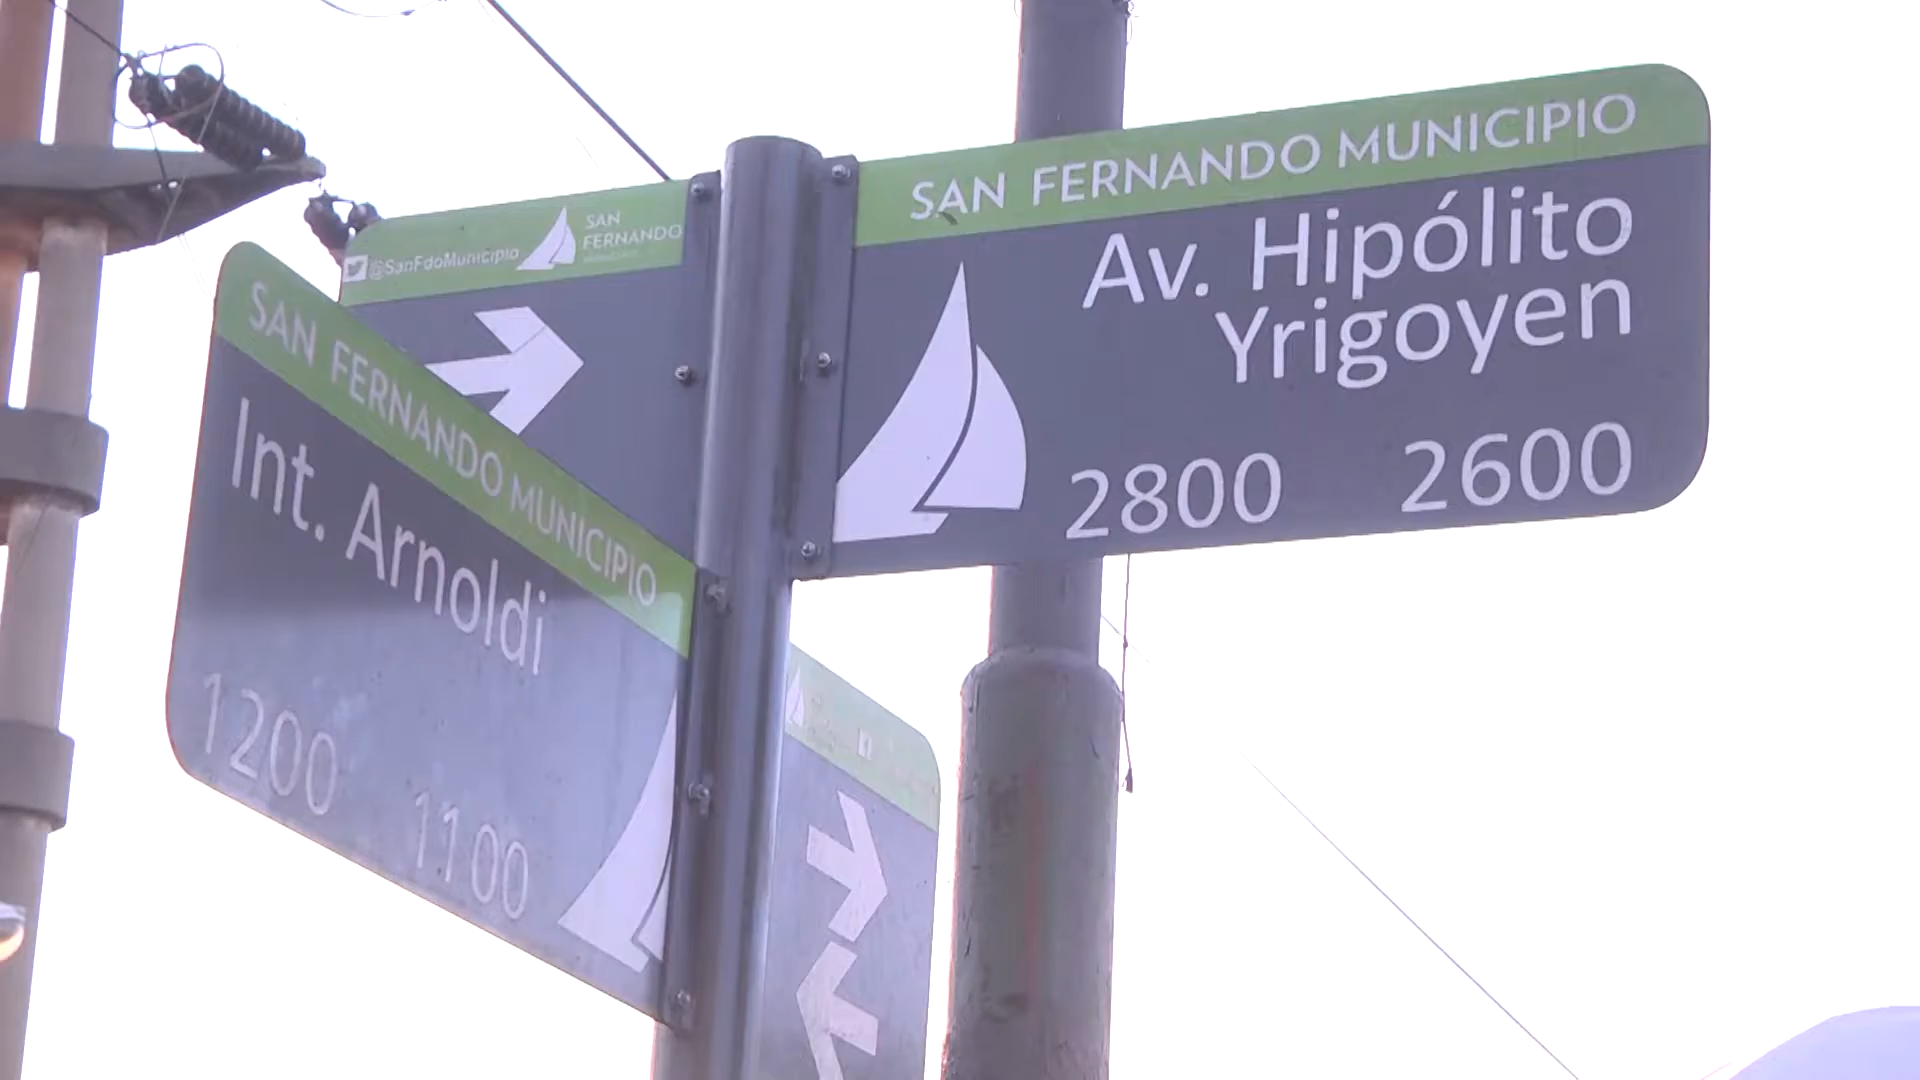 SAN FERNANDO MUNICIPIO
Av. Hipólito
Yrigoyen
2800 2600
@SanFdoMunicipio
SAN
FERNANDO
SAN FERNANDO MUNICIPIO
Int. Arnoldi
1200 1100